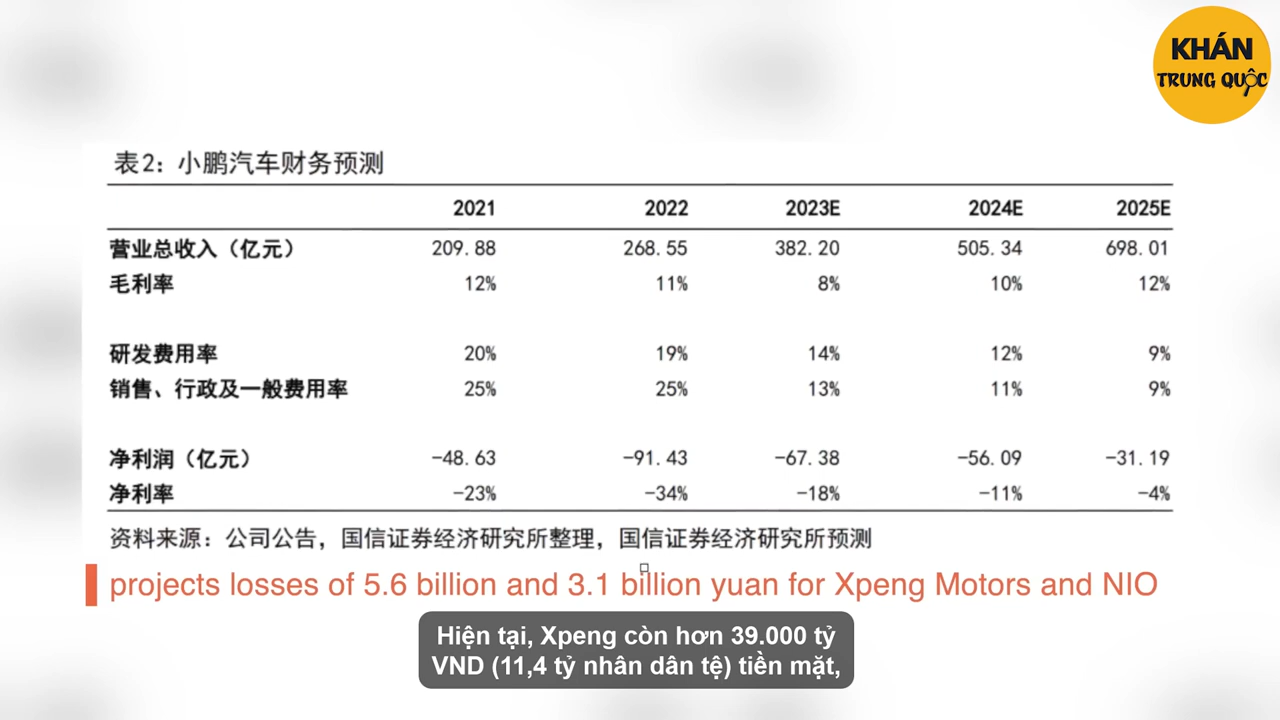 KHÁN
TRUNG QUỐC
表2：小鹏汽车财务预测
2021 2022 2023E 2024E 2025E
营业总收入（亿元） 209.88 268.55 382.20 505.34 698.01
毛利率 12% 11% 8% 10% 12%
研发费用率 20% 19% 14% 12% 9%
销售、行政及一般费用率 25% 25% 13% 11% 9%
净利润（亿元） -48.63 -91.43 -67.38 -56.09 -31.19
净利率 -23% -34% -18% -11% -4%
资料来源：公司公告，国信证券经济研究所整理，国信证券经济研究所预测
projects losses of 5.6 billion and 3.1 billion yuan for Xpeng Motors and NIO
Hiện tại, Xpeng còn hơn 39.000 tỷ
VND (11,4 tỷ nhân dân tệ) tiền mặt,